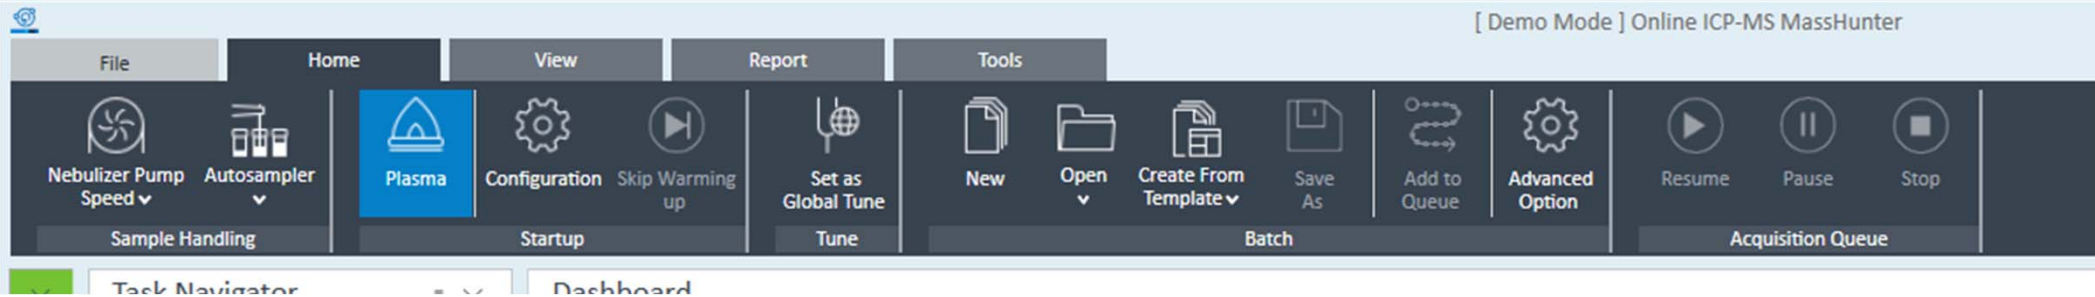 [ Demo Mode ] Online ICP-MS MassHunter
File
Home
View
Report
Tools
Nebulizer Pump
Speed
Autosampler
Plasma
Configuration
Skip Warming
up
Set as
Global Tune
New
Open
Create From
Template
Save
As
Add to
Queue
Advanced
Option
Resume
Pause
Stop
Sample Handling
Startup
Tune
Batch
Acquisition Queue
Task Navigator
Dashboard